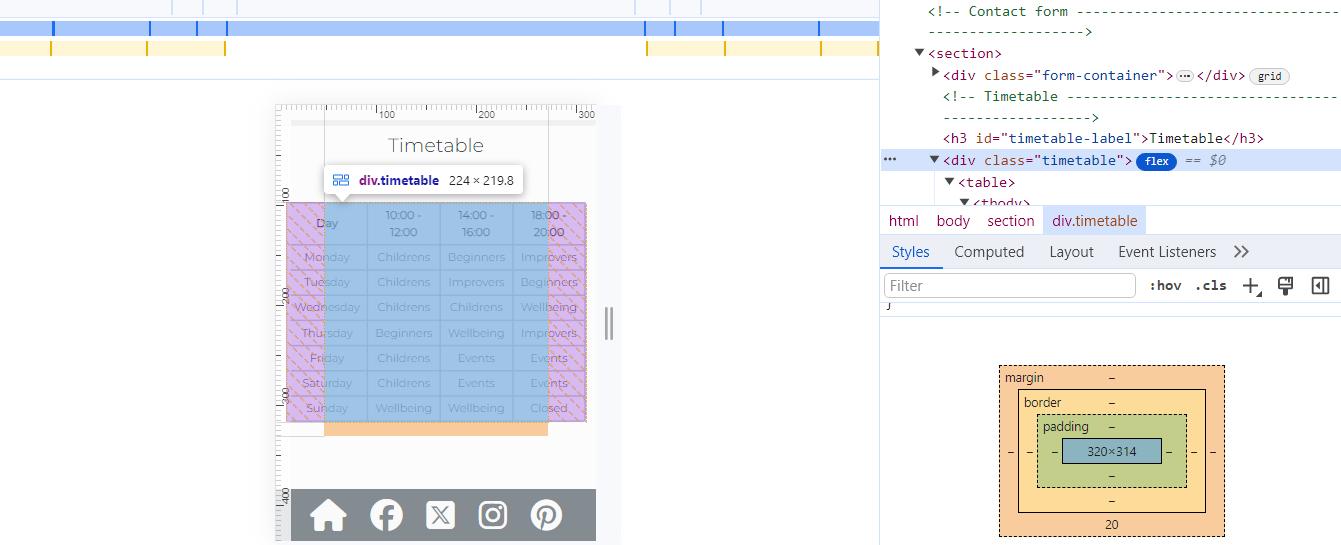 100
200
300
Timetable
div.timetable 224 × 219.8
100
200
300
400
Day 10:00 - 12:00 14:00 - 16:00 18:00 - 20:00
Monday Childrens Beginners Improvers
Tuesday Childrens Improvers Beginners
Wednesday Childrens Childrens Wellbeing
Thursday Beginners Wellbeing Improvers
Friday Childrens Events Events
Saturday Childrens Events Events
Sunday Wellbeing Wellbeing Closed
<!-- Contact form ---------------------------------
--------------------->
<section>
<div class="form-container"> ⋯ </div> grid
<!-- Timetable -----------------------------------
------------------->
<h3 id="timetable-label">Timetable</h3>
··· <div class="timetable"> flex == $0
<table>
<tbody>
html body section div.timetable
Styles Computed Layout Event Listeners
Filter :hov .cls
}
margin –
border –
padding –
– – – 320×314 – – –
–
–
20